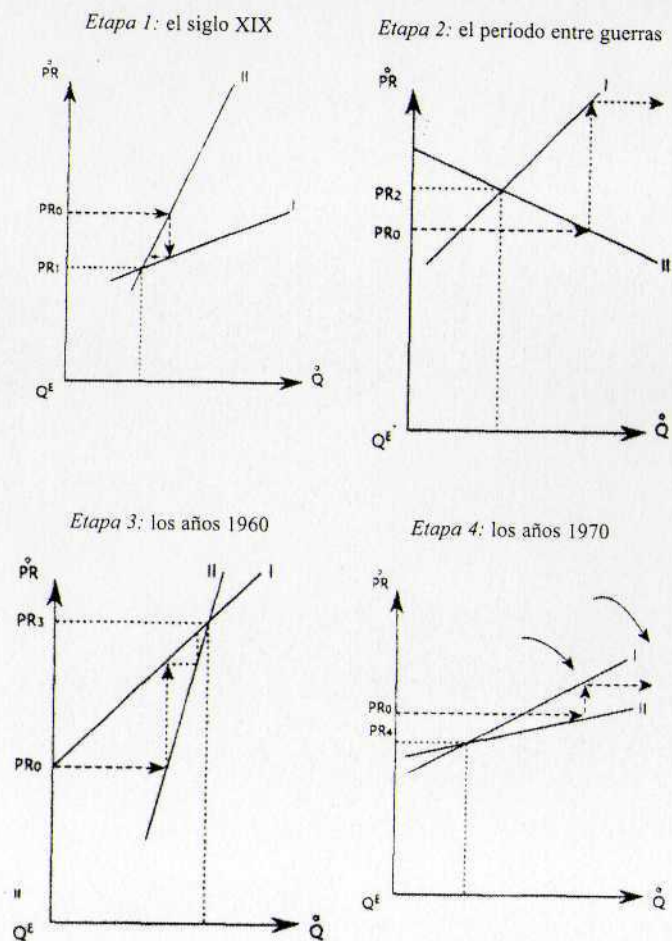 Etapa 1: el siglo XIX
Etapa 2: el período entre guerras
P̊R
II
PR0
I
PR1
Q^E
Q̊
P̊R
I
PR2
PR0
II
Q^E
Q̊
Etapa 3: los años 1960
Etapa 4: los años 1970
P̊R
II
I
PR3
PR0
II
Q^E
Q̊
P̊R
I
PR0
II
PR4
Q^E
Q̊